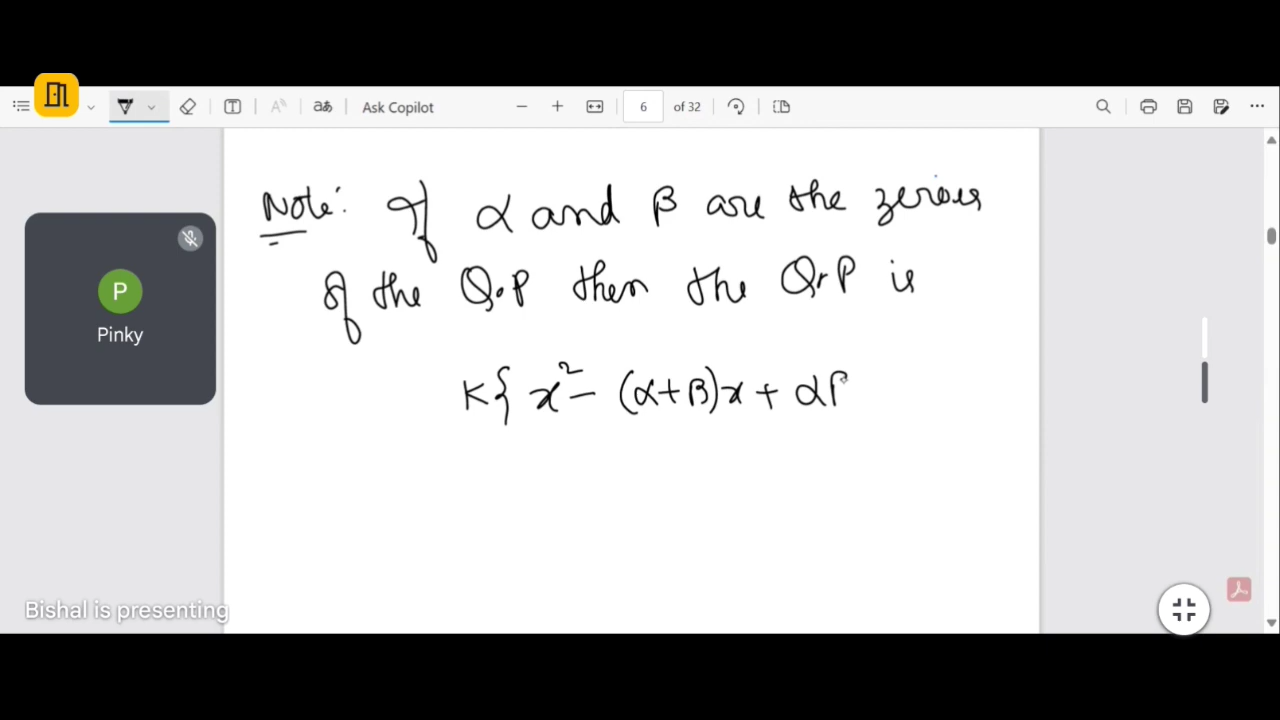 Ask Copilot
6 of 32
Note: If α and β are the zeroes
of the Q.P then the Q.P is
K{ x² - (α+β)x + αβ
P
Pinky
Bishal is presenting